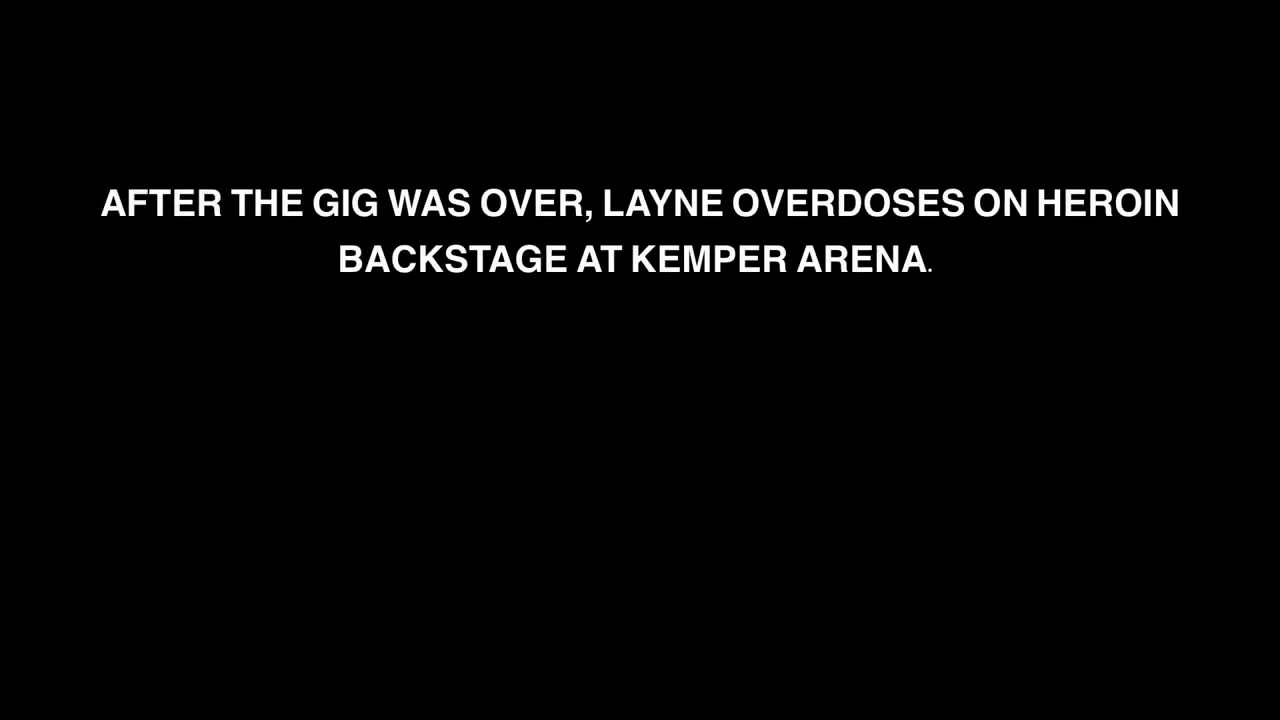 AFTER THE GIG WAS OVER, LAYNE OVERDOSES ON HEROIN
BACKSTAGE AT KEMPER ARENA.